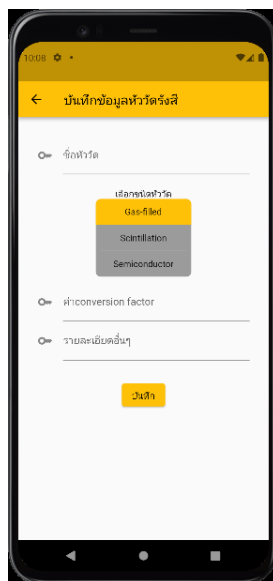 10:08
บันทึกข้อมูลหัววัดรังสี
ชื่อหัววัด
เลือกชนิดหัววัด
Gas-filled
Scintillation
Semiconductor
ค่าconversion factor
รายละเอียดอื่นๆ
บันทึก